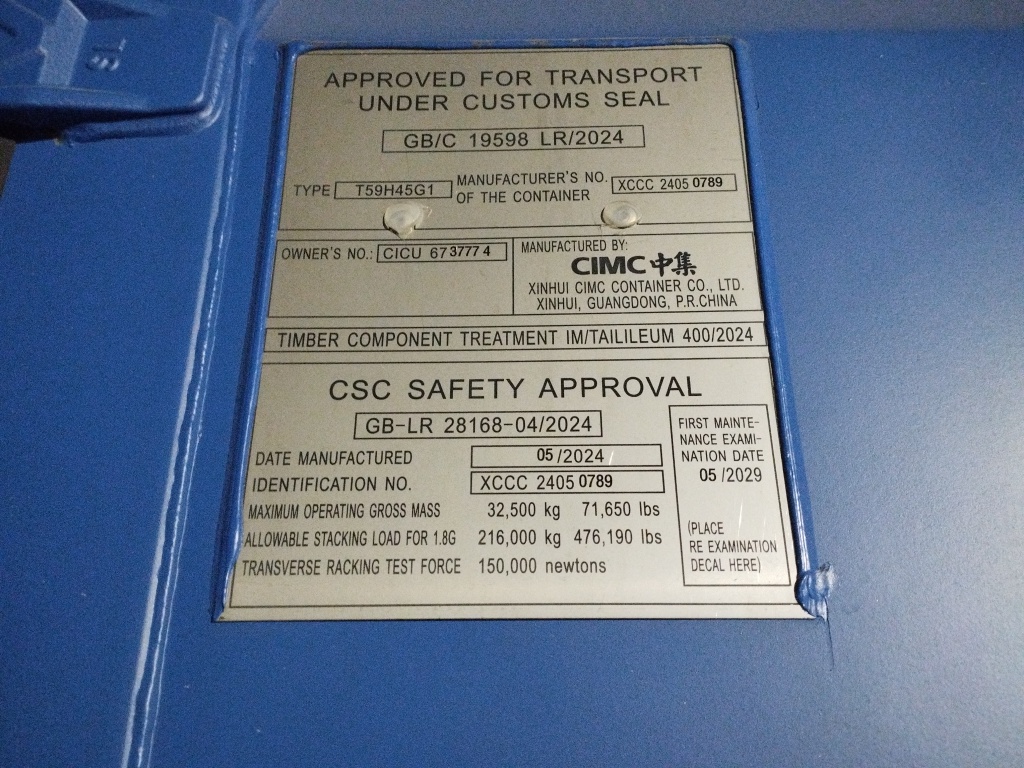 APPROVED FOR TRANSPORT
UNDER CUSTOMS SEAL
GB/C 19598 LR/2024
TYPE T59H45G1
MANUFACTURER'S NO.
OF THE CONTAINER
XCCC 2405 0789
OWNER'S NO.: CICU 673777 4
MANUFACTURED BY:
CIMC 中集
XINHUI CIMC CONTAINER CO., LTD.
XINHUI, GUANGDONG, P.R.CHINA
TIMBER COMPONENT TREATMENT IM/TAILILEUM 400/2024
CSC SAFETY APPROVAL
GB-LR 28168-04/2024
DATE MANUFACTURED 05/2024
IDENTIFICATION NO. XCCC 2405 0789
MAXIMUM OPERATING GROSS MASS 32,500 kg 71,650 lbs
ALLOWABLE STACKING LOAD FOR 1.8G 216,000 kg 476,190 lbs
TRANSVERSE RACKING TEST FORCE 150,000 newtons
FIRST MAINTE-
NANCE EXAMI-
NATION DATE
05 /2029
(PLACE
RE EXAMINATION
DECAL HERE)